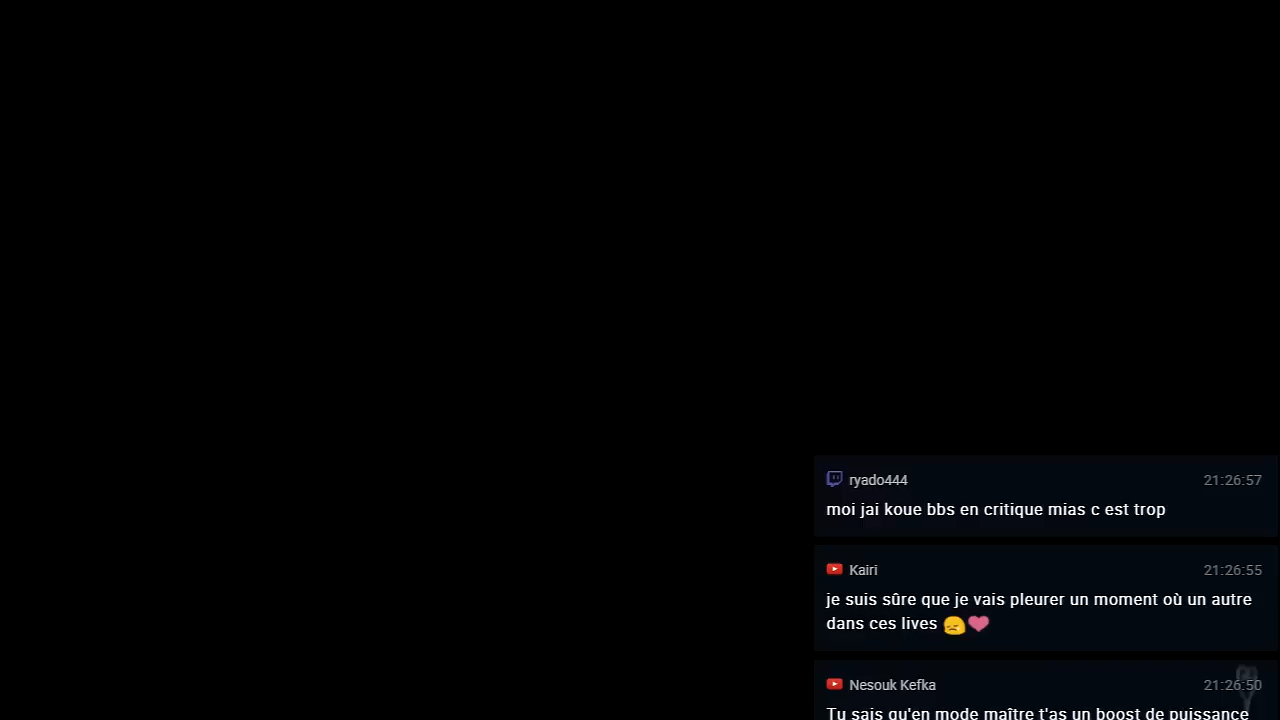 ryado444 21:26:57
moi jai koue bbs en critique mias c est trop
Kairi 21:26:55
je suis sûre que je vais pleurer un moment où un autre
dans ces lives 😞❤
Nesouk Kefka 21:26:50
Tu sais qu'en mode maître t'as un boost de puissance